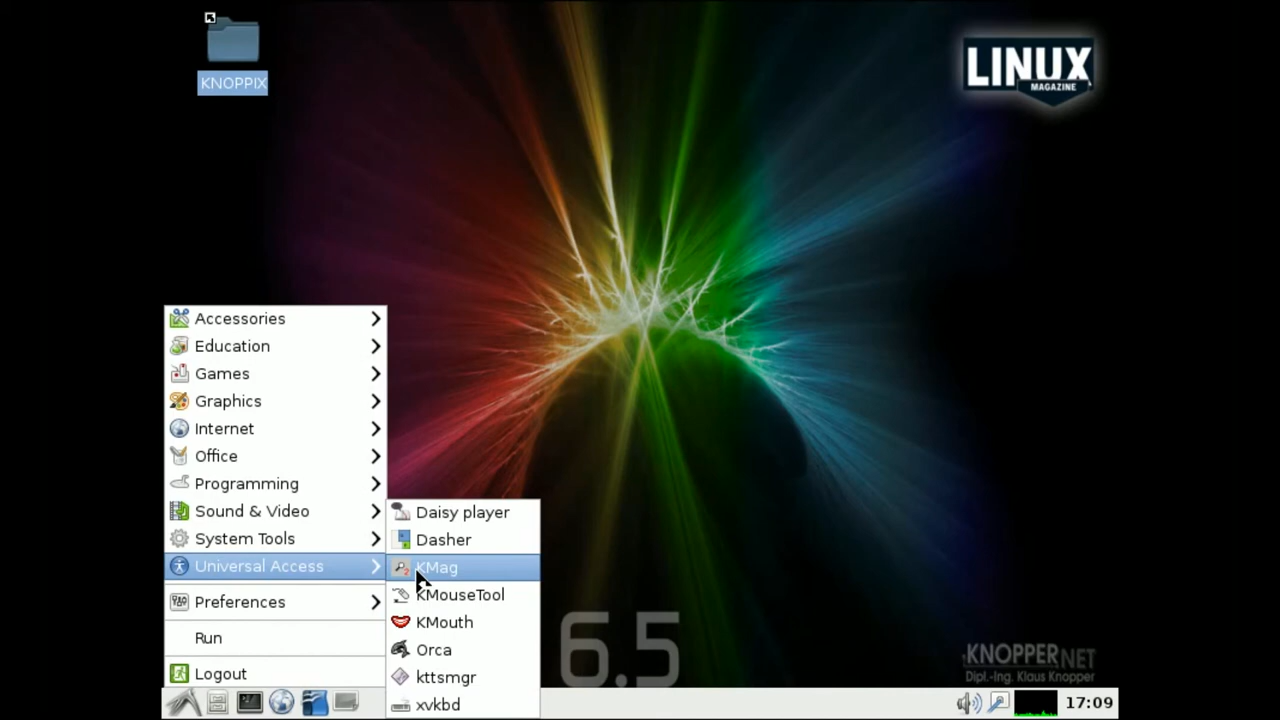 KNOPPIX
LINUX
MAGAZINE
Accessories
Education
Games
Graphics
Internet
Office
Programming
Sound & Video
System Tools
Universal Access
Preferences
Run
Logout
Daisy player
Dasher
KMag
KMouseTool
KMouth
Orca
kttsmgr
xvkbd
6.5
KNOPPER.NET
Dipl.-Ing. Klaus Knopper
17:09